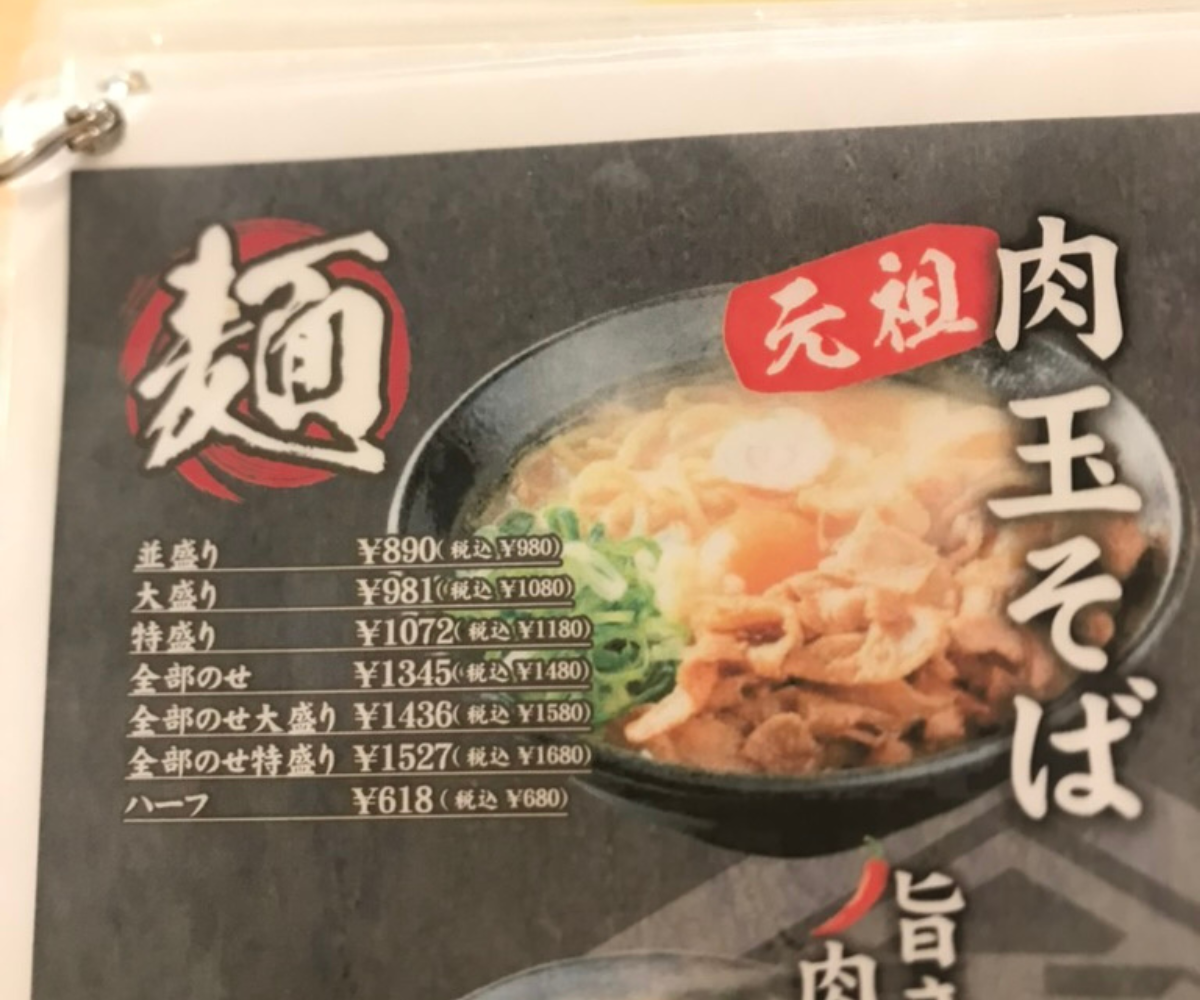 麺
元祖
肉玉そば
並盛り ¥890(税込 ¥980)
大盛り ¥981(税込 ¥1080)
特盛り ¥1072(税込 ¥1180)
全部のせ ¥1345(税込 ¥1480)
全部のせ大盛り ¥1436(税込 ¥1580)
全部のせ特盛り ¥1527(税込 ¥1680)
ハーフ ¥618(税込 ¥680)
旨
肉